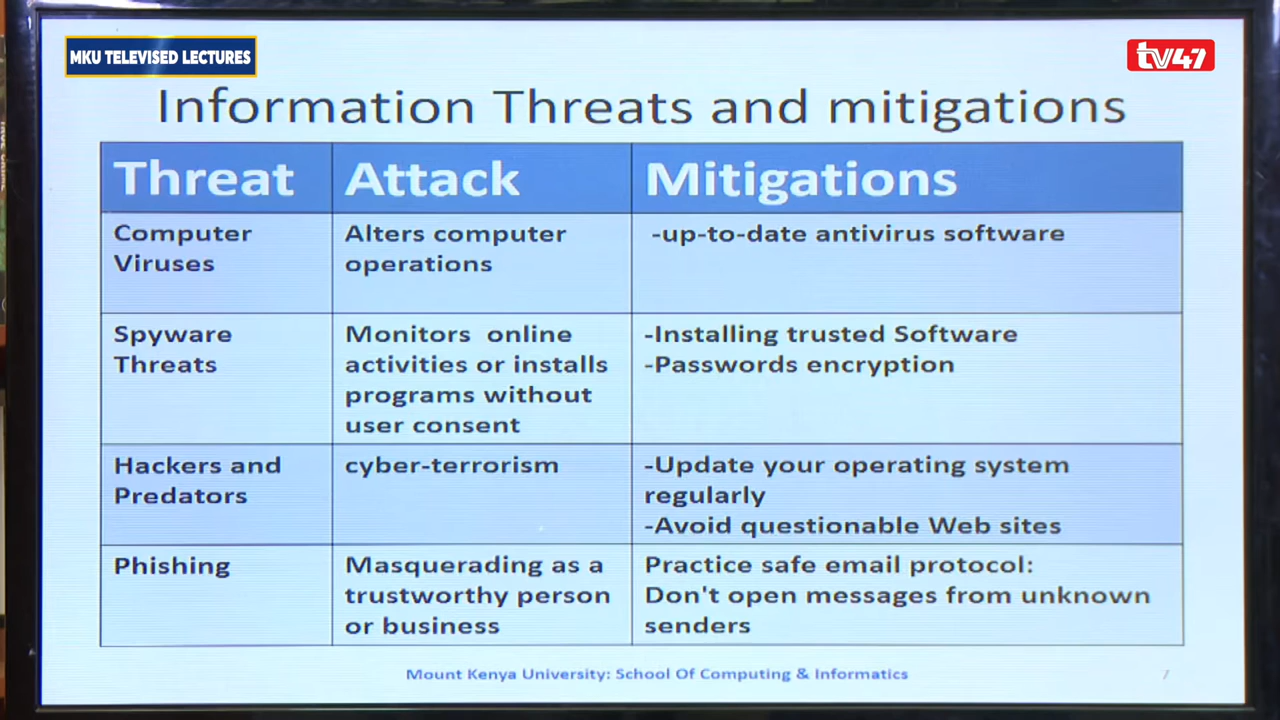 MKU TELEVISED LECTURES
tv47
Information Threats and mitigations
Threat
Attack
Mitigations
Computer
Viruses
Alters computer
operations
-up-to-date antivirus software
Spyware
Threats
Monitors online
activities or installs
programs without
user consent
-Installing trusted Software
-Passwords encryption
Hackers and
Predators
cyber-terrorism
-Update your operating system
regularly
-Avoid questionable Web sites
Phishing
Masquerading as a
trustworthy person
or business
Practice safe email protocol:
Don't open messages from unknown
senders
Mount Kenya University: School Of Computing & Informatics
7